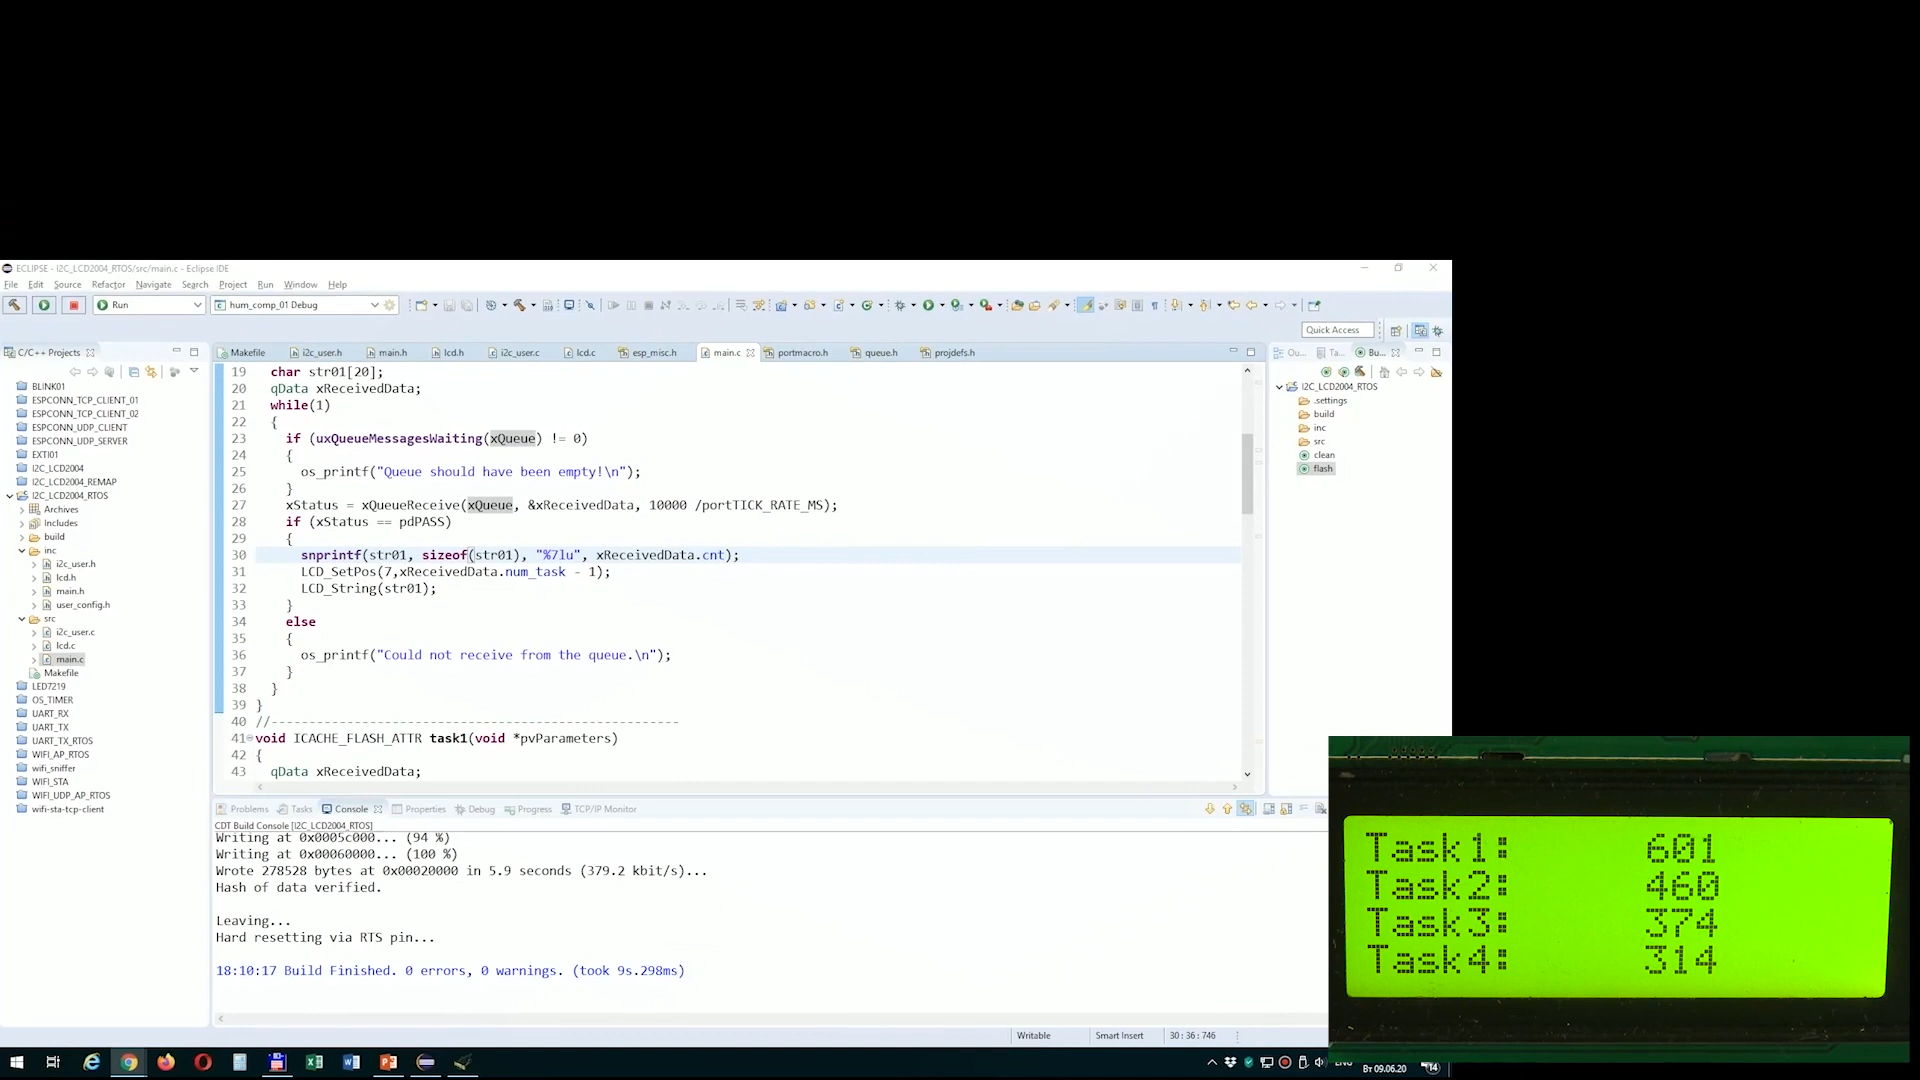 ECLIPSE - I2C_LCD2004_RTOS/src/main.c - Eclipse IDE
File Edit Source Refactor Navigate Search Project Run Window Help
Run
hum_comp_01 Debug
Quick Access
C/C++ Projects
Makefile i2c_user.h main.h lcd.h i2c_user.c lcd.c esp_misc.h main.c portmacro.h queue.h projdefs.h
Ou... Ta... Bu...
BLINK01
ESPCONN_TCP_CLIENT_01
ESPCONN_TCP_CLIENT_02
ESPCONN_UDP_CLIENT
ESPCONN_UDP_SERVER
EXTI01
I2C_LCD2004
I2C_LCD2004_REMAP
I2C_LCD2004_RTOS
Archives
Includes
build
inc
i2c_user.h
lcd.h
main.h
user_config.h
src
i2c_user.c
lcd.c
main.c
Makefile
LED7219
OS_TIMER
UART_RX
UART_TX
UART_TX_RTOS
WIFI_AP_RTOS
wifi_sniffer
WIFI_STA
WIFI_UDP_AP_RTOS
wifi-sta-tcp-client
19 char str01[20];
20 qData xReceivedData;
21 while(1)
22 {
23 if (uxQueueMessagesWaiting(xQueue) != 0)
24 {
25 os_printf("Queue should have been empty!\n");
26 }
27 xStatus = xQueueReceive(xQueue, &xReceivedData, 10000 /portTICK_RATE_MS);
28 if (xStatus == pdPASS)
29 {
30 snprintf(str01, sizeof(str01), "%7lu", xReceivedData.cnt);
31 LCD_SetPos(7,xReceivedData.num_task - 1);
32 LCD_String(str01);
33 }
34 else
35 {
36 os_printf("Could not receive from the queue.\n");
37 }
38 }
39 }
40 //------------------------------------------------------
41 void ICACHE_FLASH_ATTR task1(void *pvParameters)
42 {
43 qData xReceivedData;
I2C_LCD2004_RTOS
.settings
build
inc
src
clean
flash
Problems Tasks Console Properties Debug Progress TCP/IP Monitor
CDT Build Console [I2C_LCD2004_RTOS]
Writing at 0x0005c000... (94 %)
Writing at 0x00060000... (100 %)
Wrote 278528 bytes at 0x00020000 in 5.9 seconds (379.2 kbit/s)...
Hash of data verified.
Leaving...
Hard resetting via RTS pin...
18:10:17 Build Finished. 0 errors, 0 warnings. (took 9s.298ms)
Writable Smart Insert 30 : 36 : 746
Task1: 601
Task2: 460
Task3: 374
Task4: 314
Вт 09.06.20
14